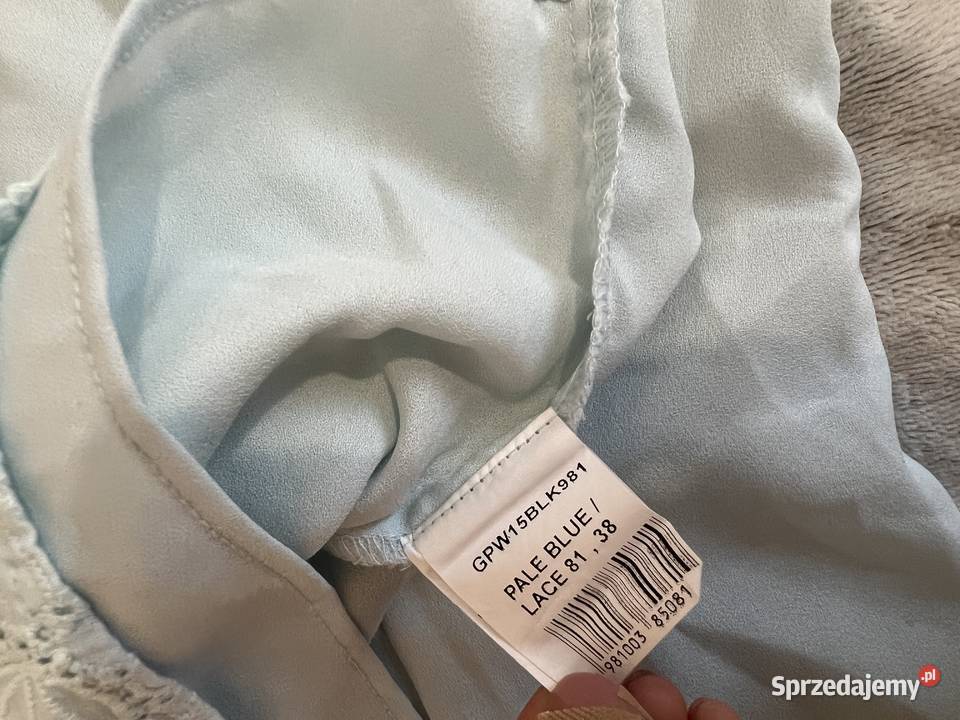 GPW15BLK981
PALE BLUE /
LACE 81 , 38
981003 85081
Sprzedajemy.pl